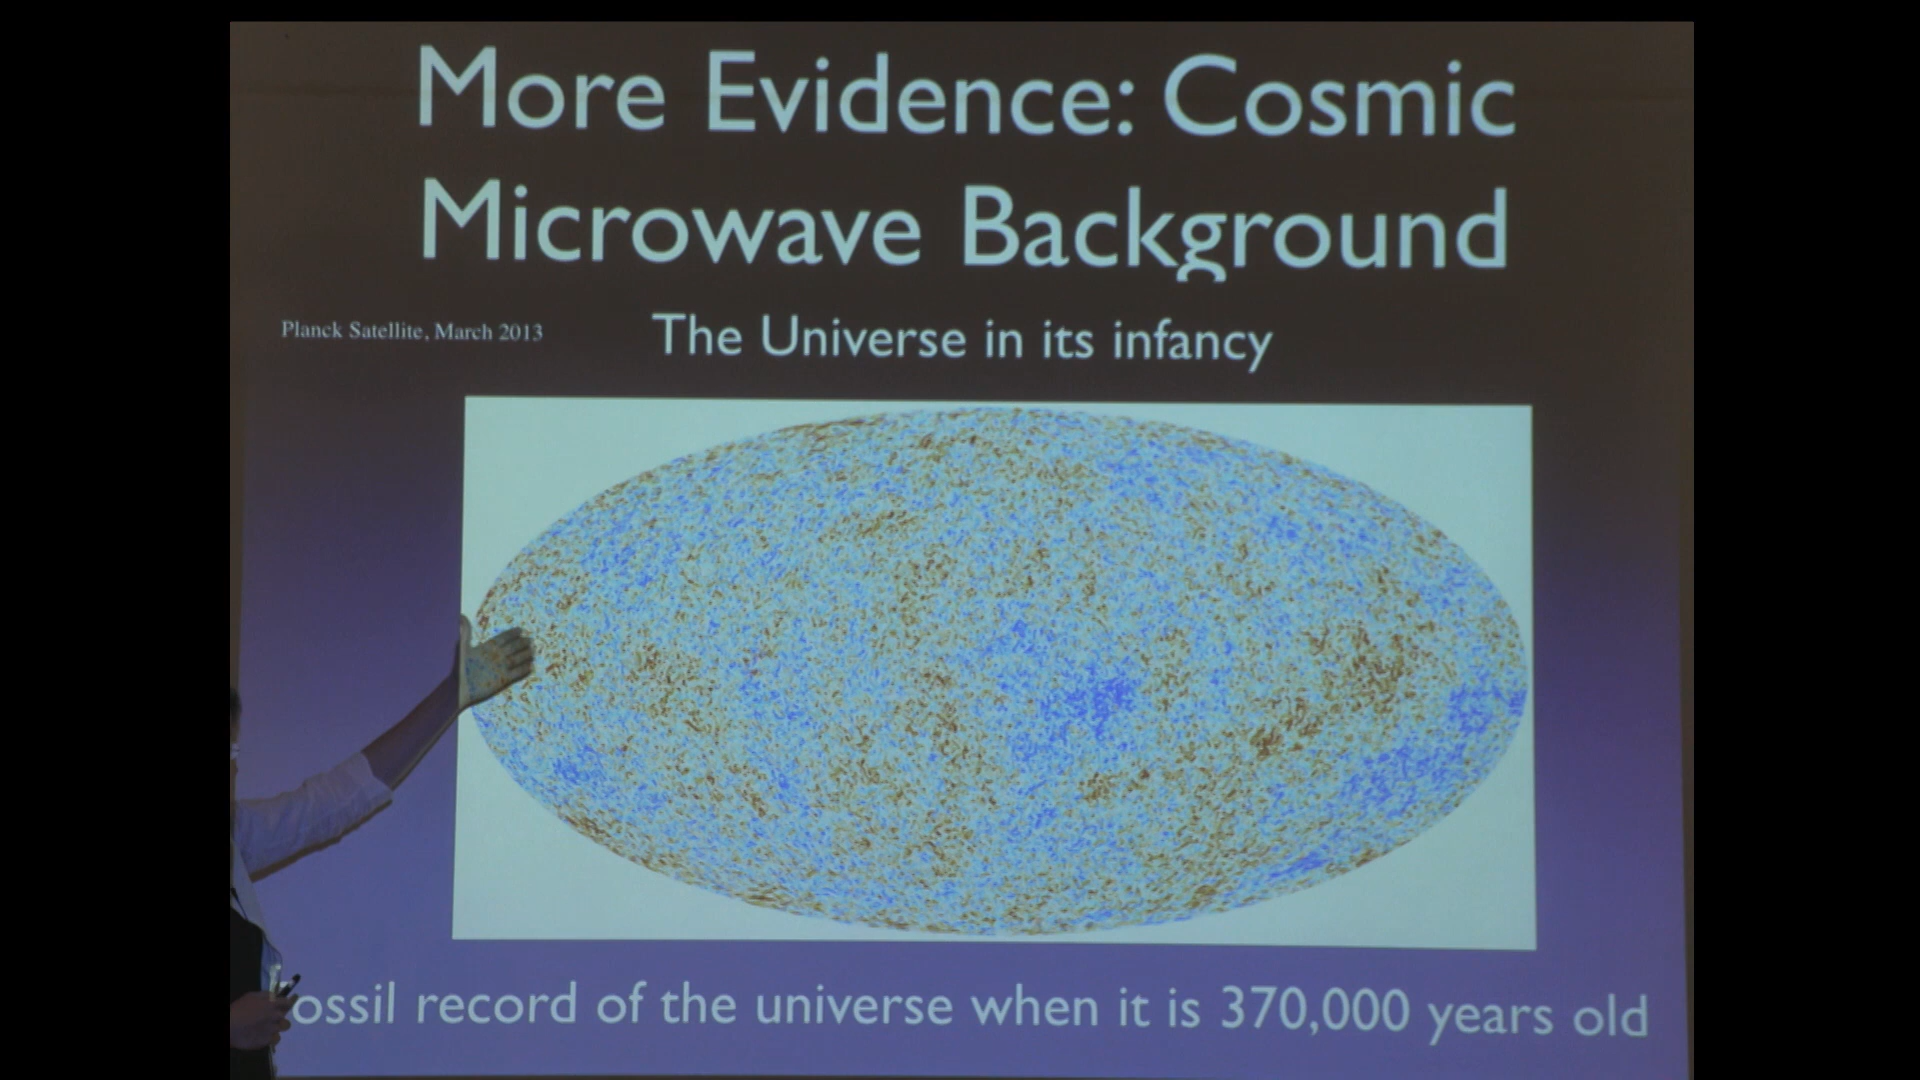 More Evidence: Cosmic
Microwave Background
Planck Satellite, March 2013
The Universe in its infancy
ossil record of the universe when it is 370,000 years old